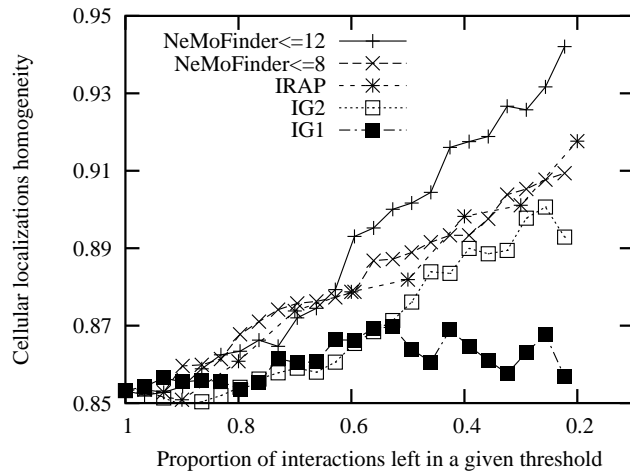 0.95
0.93
0.91
0.89
0.87
0.85
Cellular localizations homogeneity
NeMoFinder<=12
NeMoFinder<=8
IRAP
IG2
IG1
1 0.8 0.6 0.4 0.2 0
Proportion of interactions left in a given threshold